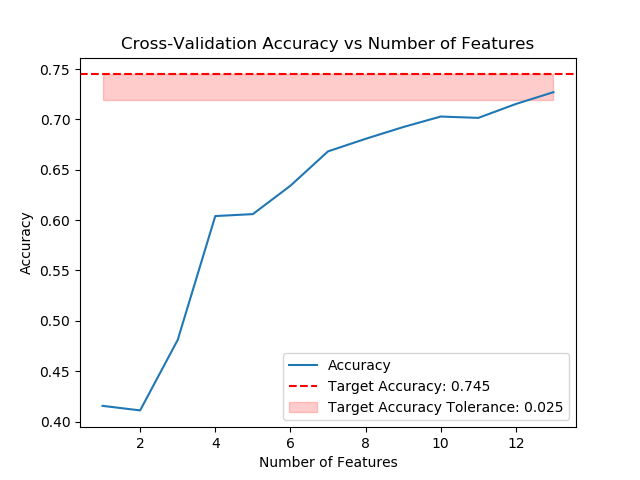 Cross-Validation Accuracy vs Number of Features
0.75
0.70
0.65
0.60
0.55
0.50
0.45
0.40
Accuracy
Accuracy
Target Accuracy: 0.745
Target Accuracy Tolerance: 0.025
2 4 6 8 10 12
Number of Features